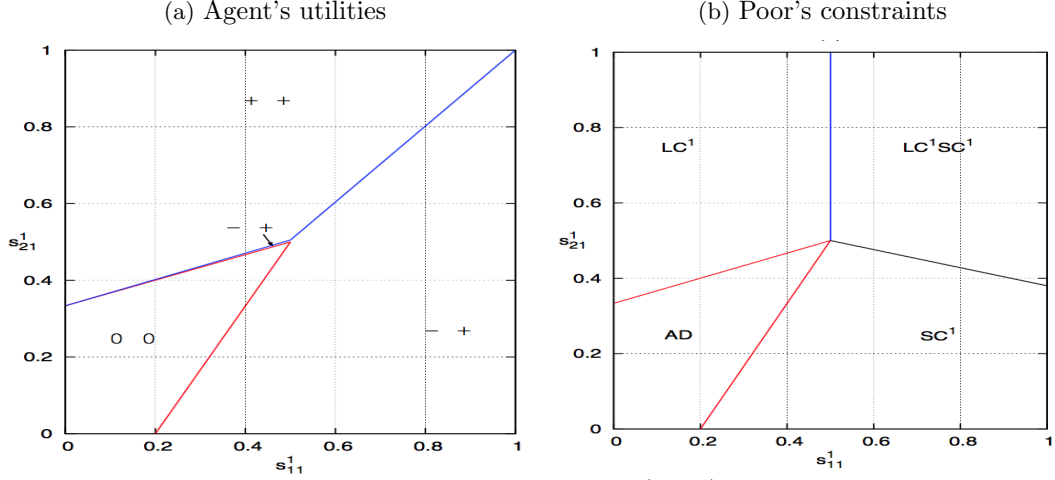 (a) Agent's utilities
(b) Poor's constraints
1
0.8
0.6
s¹₂₁
0.4
0.2
0
0
0.2
0.4
0.6
0.8
1
s¹₁₁
+ +
− +
− +
O O
1
0.8
0.6
s¹₂₁
0.4
0.2
0
0
0.2
0.4
0.6
0.8
1
s¹₁₁
LC¹
LC¹SC¹
AD
SC¹